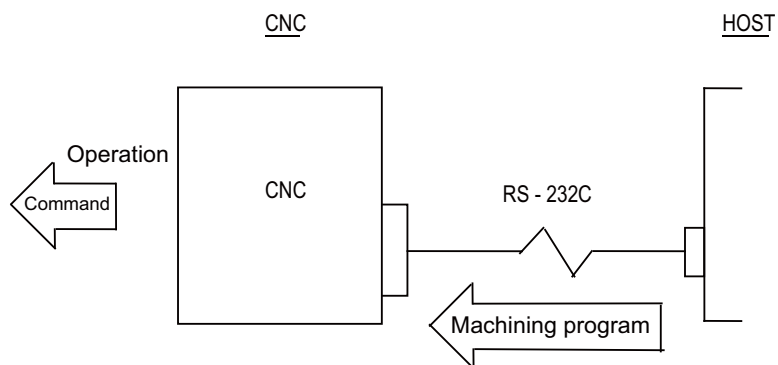 CNC
HOST
Operation
Command
CNC
RS - 232C
Machining program